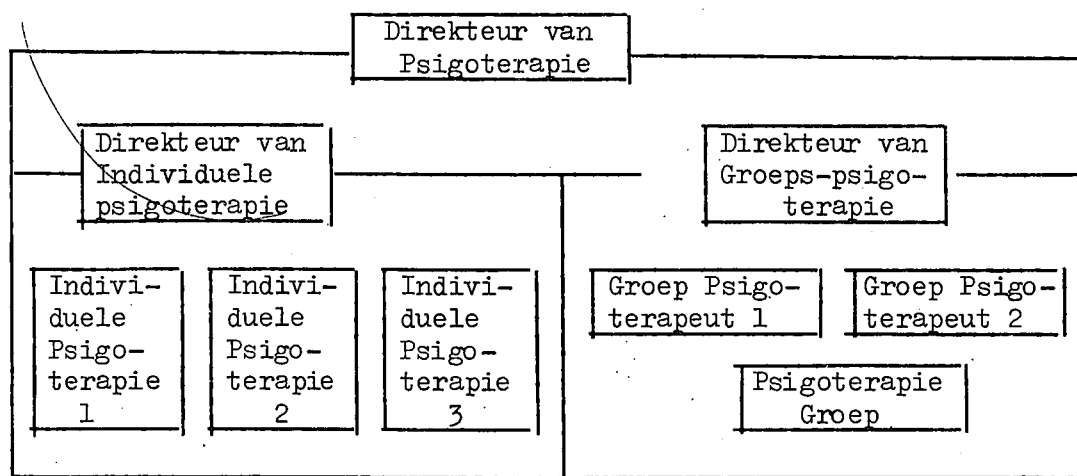 Direkteur van
Psigoterapie
Direkteur van
Individuele
psigoterapie
Direkteur van
Groeps-psigo-
terapie
Indivi-
duele
Psigo-
terapie
1
Indivi-
duele
Psigo-
terapie
2
Indivi-
duele
Psigo-
terapie
3
Groep Psigo-
terapeut 1
Groep Psigo-
terapeut 2
Psigoterapie
Groep